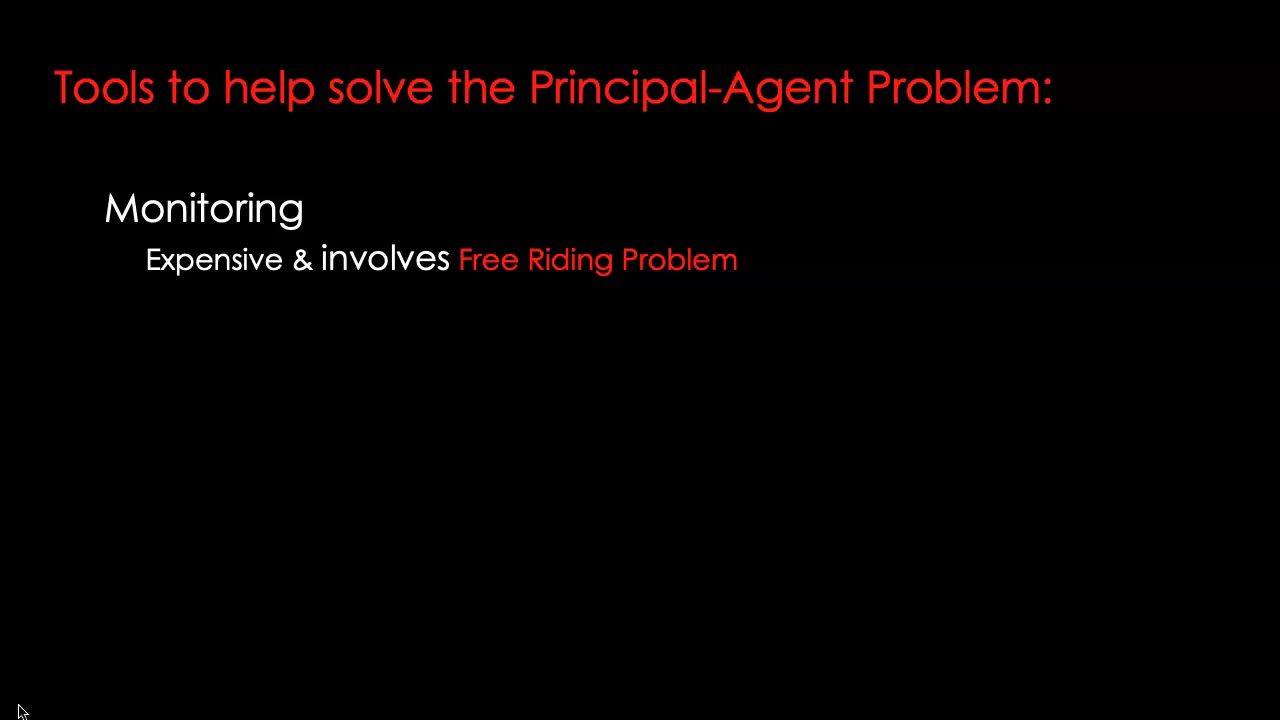 Tools to help solve the Principal-Agent Problem:
Monitoring
Expensive & involves Free Riding Problem